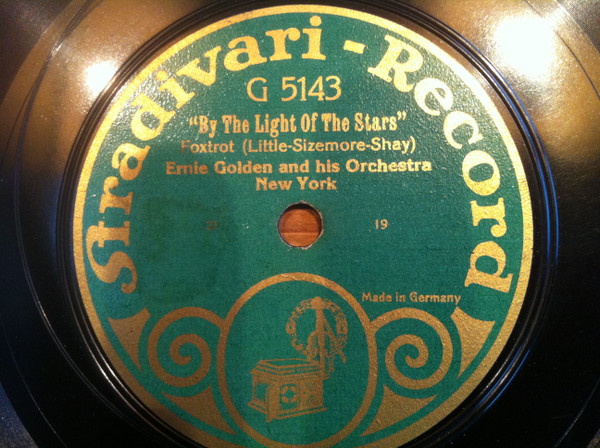 Stradivari-Record
G 5143
"By The Light Of The Stars"
Foxtrot (Little-Sizemore-Shay)
Ernie Golden and his Orchestra
New York
19
Made in Germany